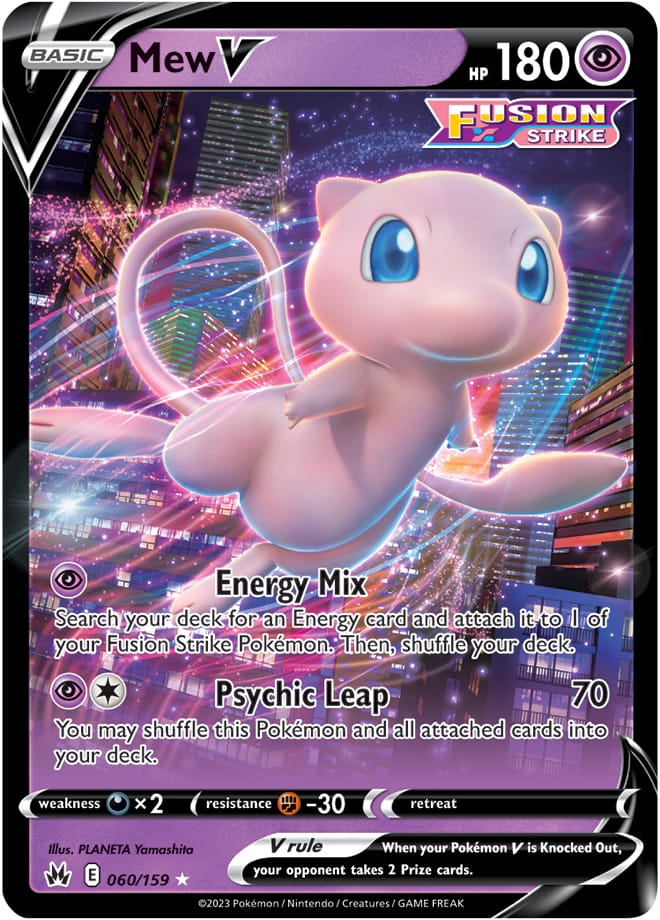 BASIC Mew V HP 180
FUSION
STRIKE
Energy Mix
Search your deck for an Energy card and attach it to 1 of
your Fusion Strike Pokémon. Then, shuffle your deck.
Psychic Leap 70
You may shuffle this Pokémon and all attached cards into
your deck.
weakness ×2 resistance -30 retreat
Illus. PLANETA Yamashita
V rule When your Pokémon V is Knocked Out,
your opponent takes 2 Prize cards.
E 060/159 ★
©2023 Pokémon / Nintendo / Creatures / GAME FREAK